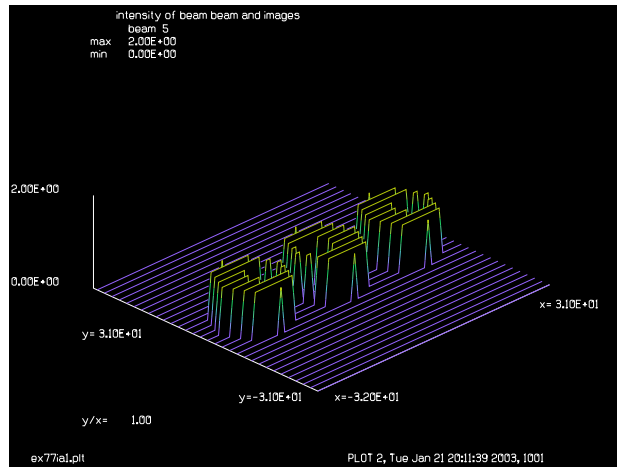 intensity of beam beam and images
beam 5
max 2.00E+00
min 0.00E+00
2.00E+00
0.00E+00
x= 3.10E+01
y= 3.10E+01
y=-3.10E+01 x=-3.20E+01
y/x= 1.00
ex77ia1.plt PLOT 2, Tue Jan 21 20:11:39 2003, 1001